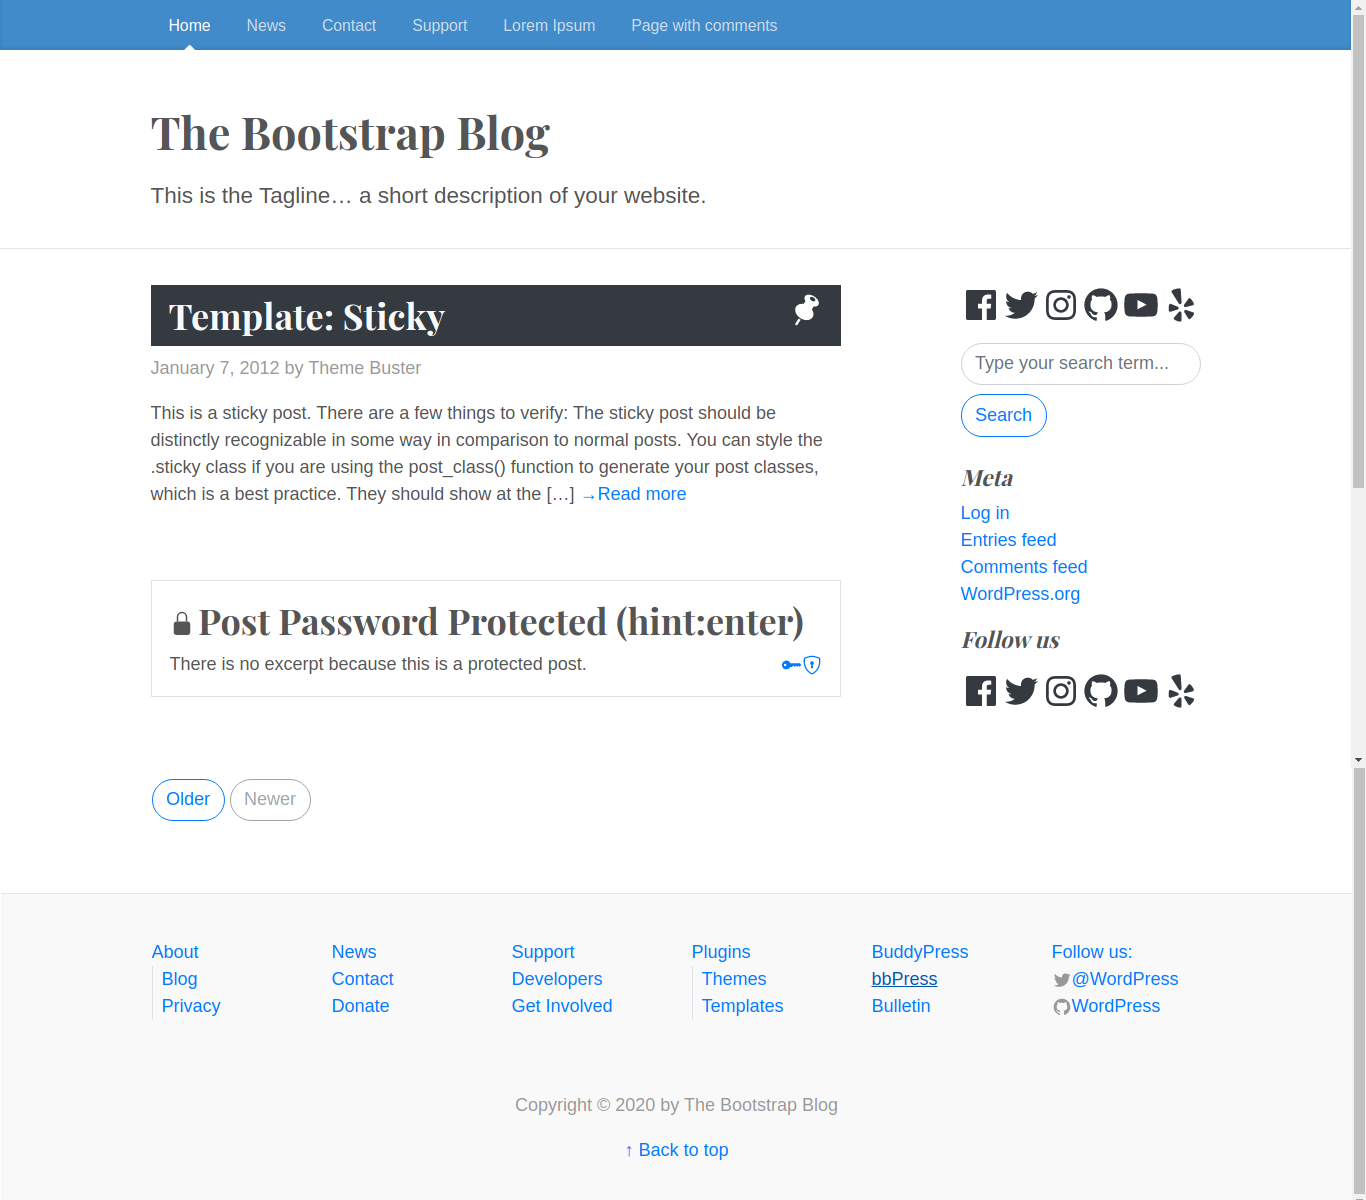 Home News Contact Support Lorem Ipsum Page with comments
The Bootstrap Blog
This is the Tagline… a short description of your website.
Template: Sticky
January 7, 2012 by Theme Buster
This is a sticky post. There are a few things to verify: The sticky post should be
distinctly recognizable in some way in comparison to normal posts. You can style the
.sticky class if you are using the post_class() function to generate your post classes,
which is a best practice. They should show at the […] →Read more
Post Password Protected (hint:enter)
There is no excerpt because this is a protected post.
Older Newer
Type your search term...
Search
Meta
Log in
Entries feed
Comments feed
WordPress.org
Follow us
About
Blog
Privacy
News
Contact
Donate
Support
Developers
Get Involved
Plugins
Themes
Templates
BuddyPress
bbPress
Bulletin
Follow us:
@WordPress
WordPress
Copyright © 2020 by The Bootstrap Blog
↑ Back to top